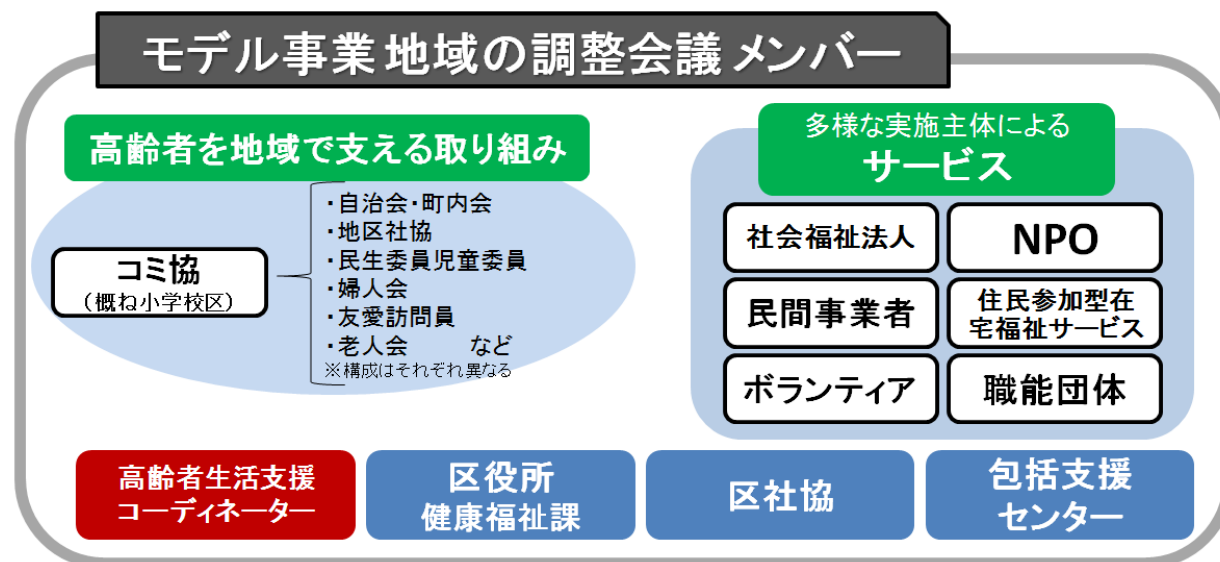 モデル事業 地域の調整会議 メンバー
高齢者を地域で支える取り組み
コミ協
(概ね小学校区)
・自治会・町内会
・地区社協
・民生委員児童委員
・婦人会
・友愛訪問員
・老人会 など
※構成はそれぞれ異なる
多様な実施主体による
サービス
社会福祉法人
NPO
民間事業者
住民参加型在
宅福祉サービス
ボランティア
職能団体
高齢者生活支援
コーディネーター
区役所
健康福祉課
区社協
包括支援
センター